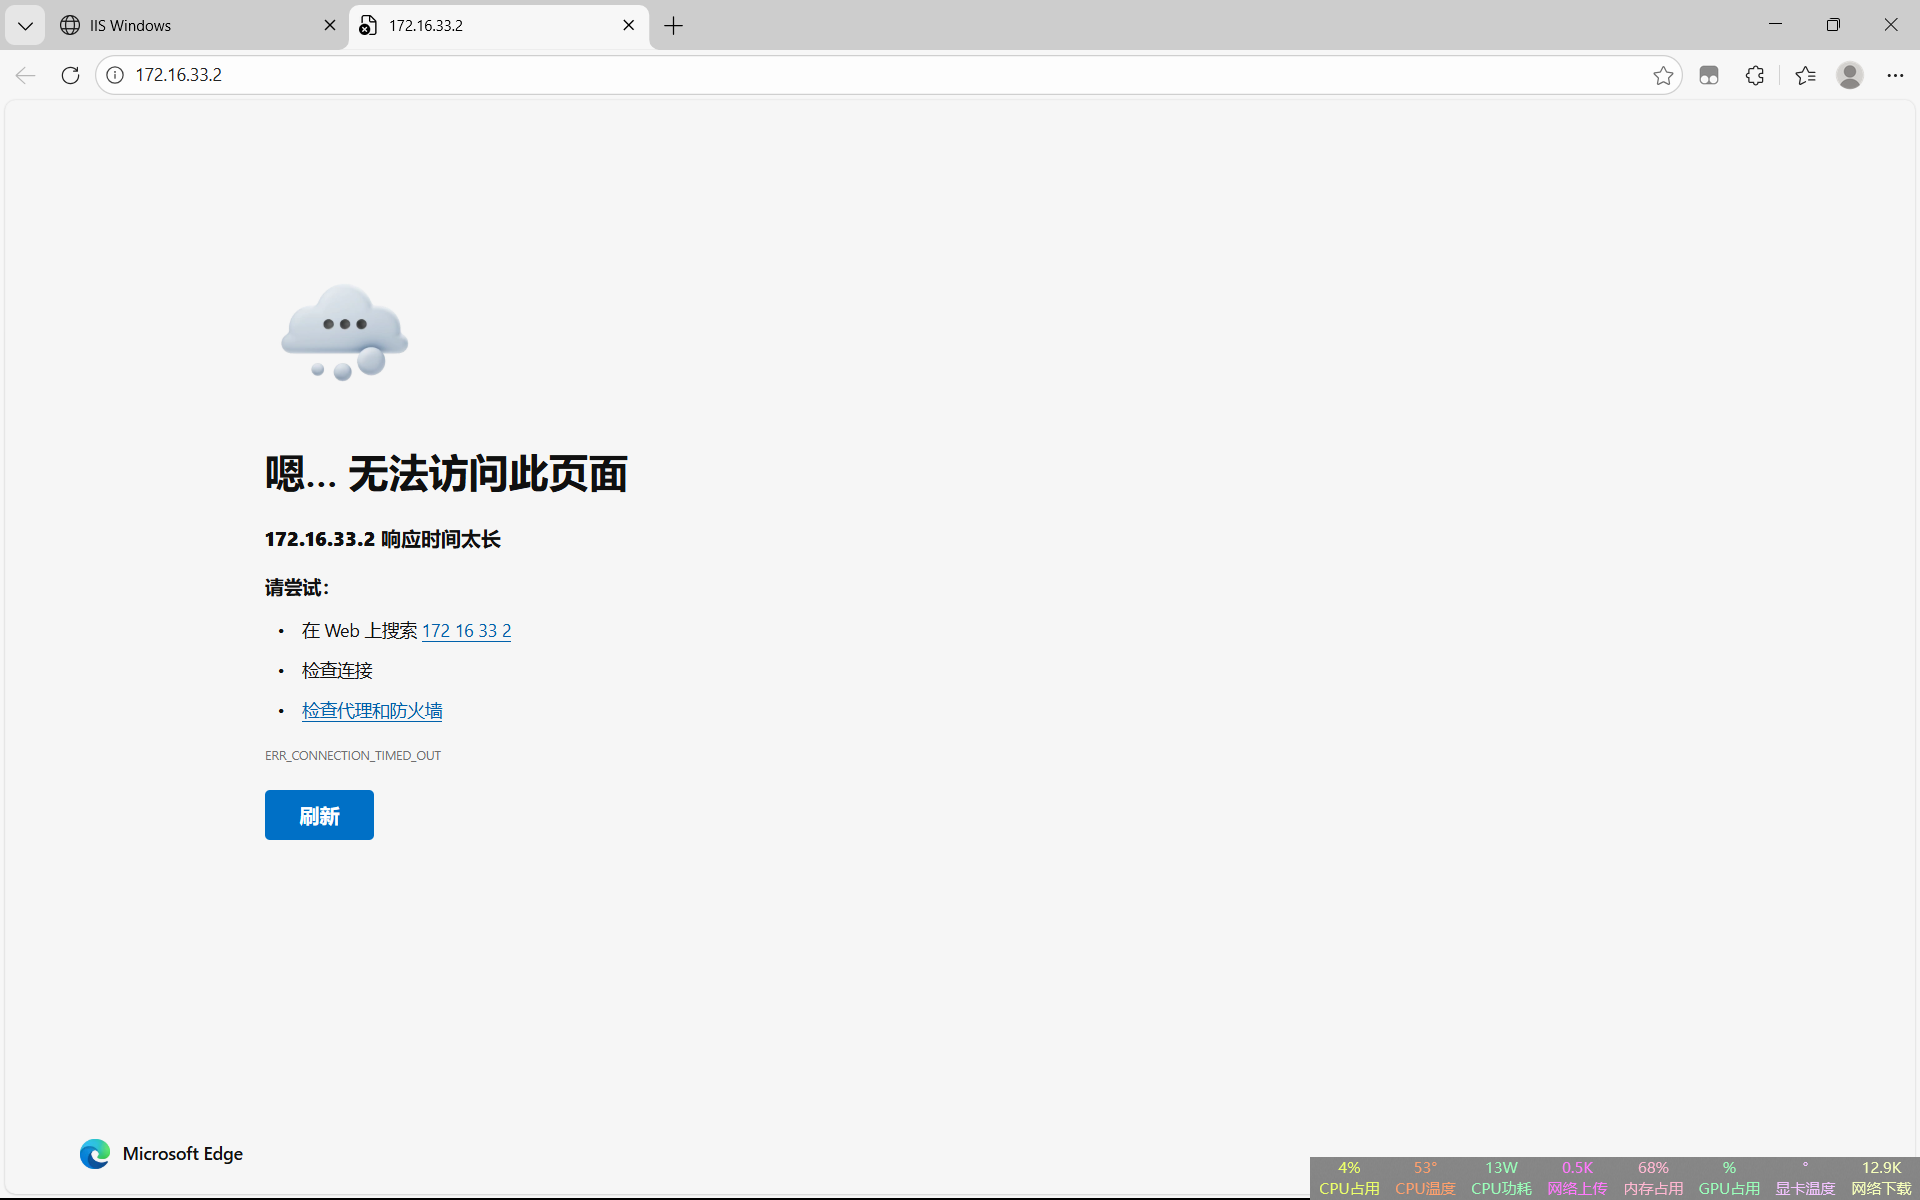 IIS Windows
172.16.33.2
172.16.33.2
嗯… 无法访问此页面
172.16.33.2 响应时间太长
请尝试：
• 在 Web 上搜索 172 16 33 2
• 检查连接
• 检查代理和防火墙
ERR_CONNECTION_TIMED_OUT
刷新
Microsoft Edge
4% 53° 13W 0.5K 68% % ° 12.9K
CPU占用 CPU温度 CPU功耗 网络上传 内存占用 GPU占用 显卡温度 网络下载